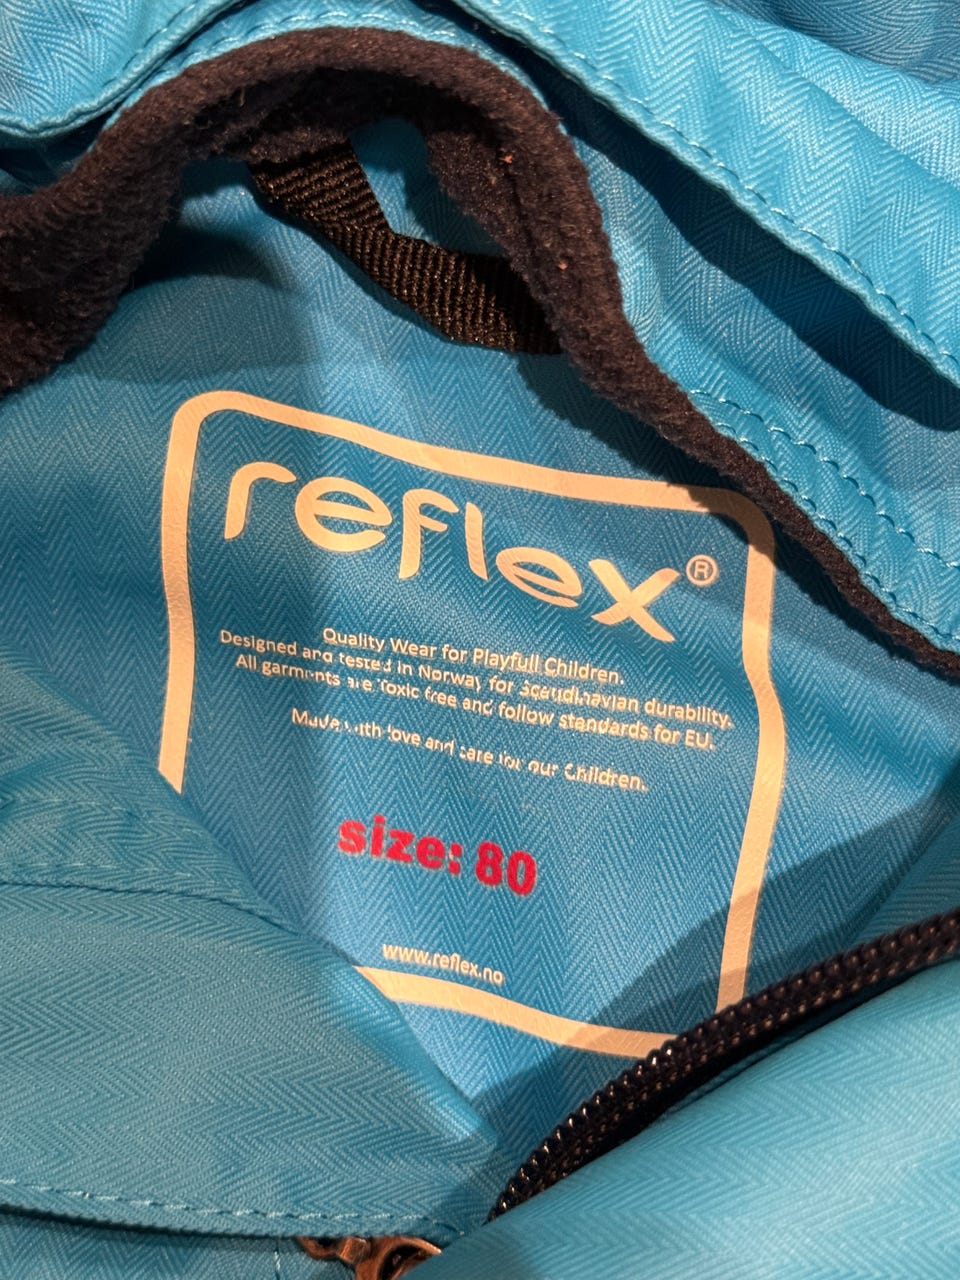 reflex®
Quality Wear for Playfull Children.
Designed and tested in Norway for Scandinavian durability.
All garments are Toxic free and follow standards for EU.
Made with love and care for our Children.
size: 80
www.reflex.no